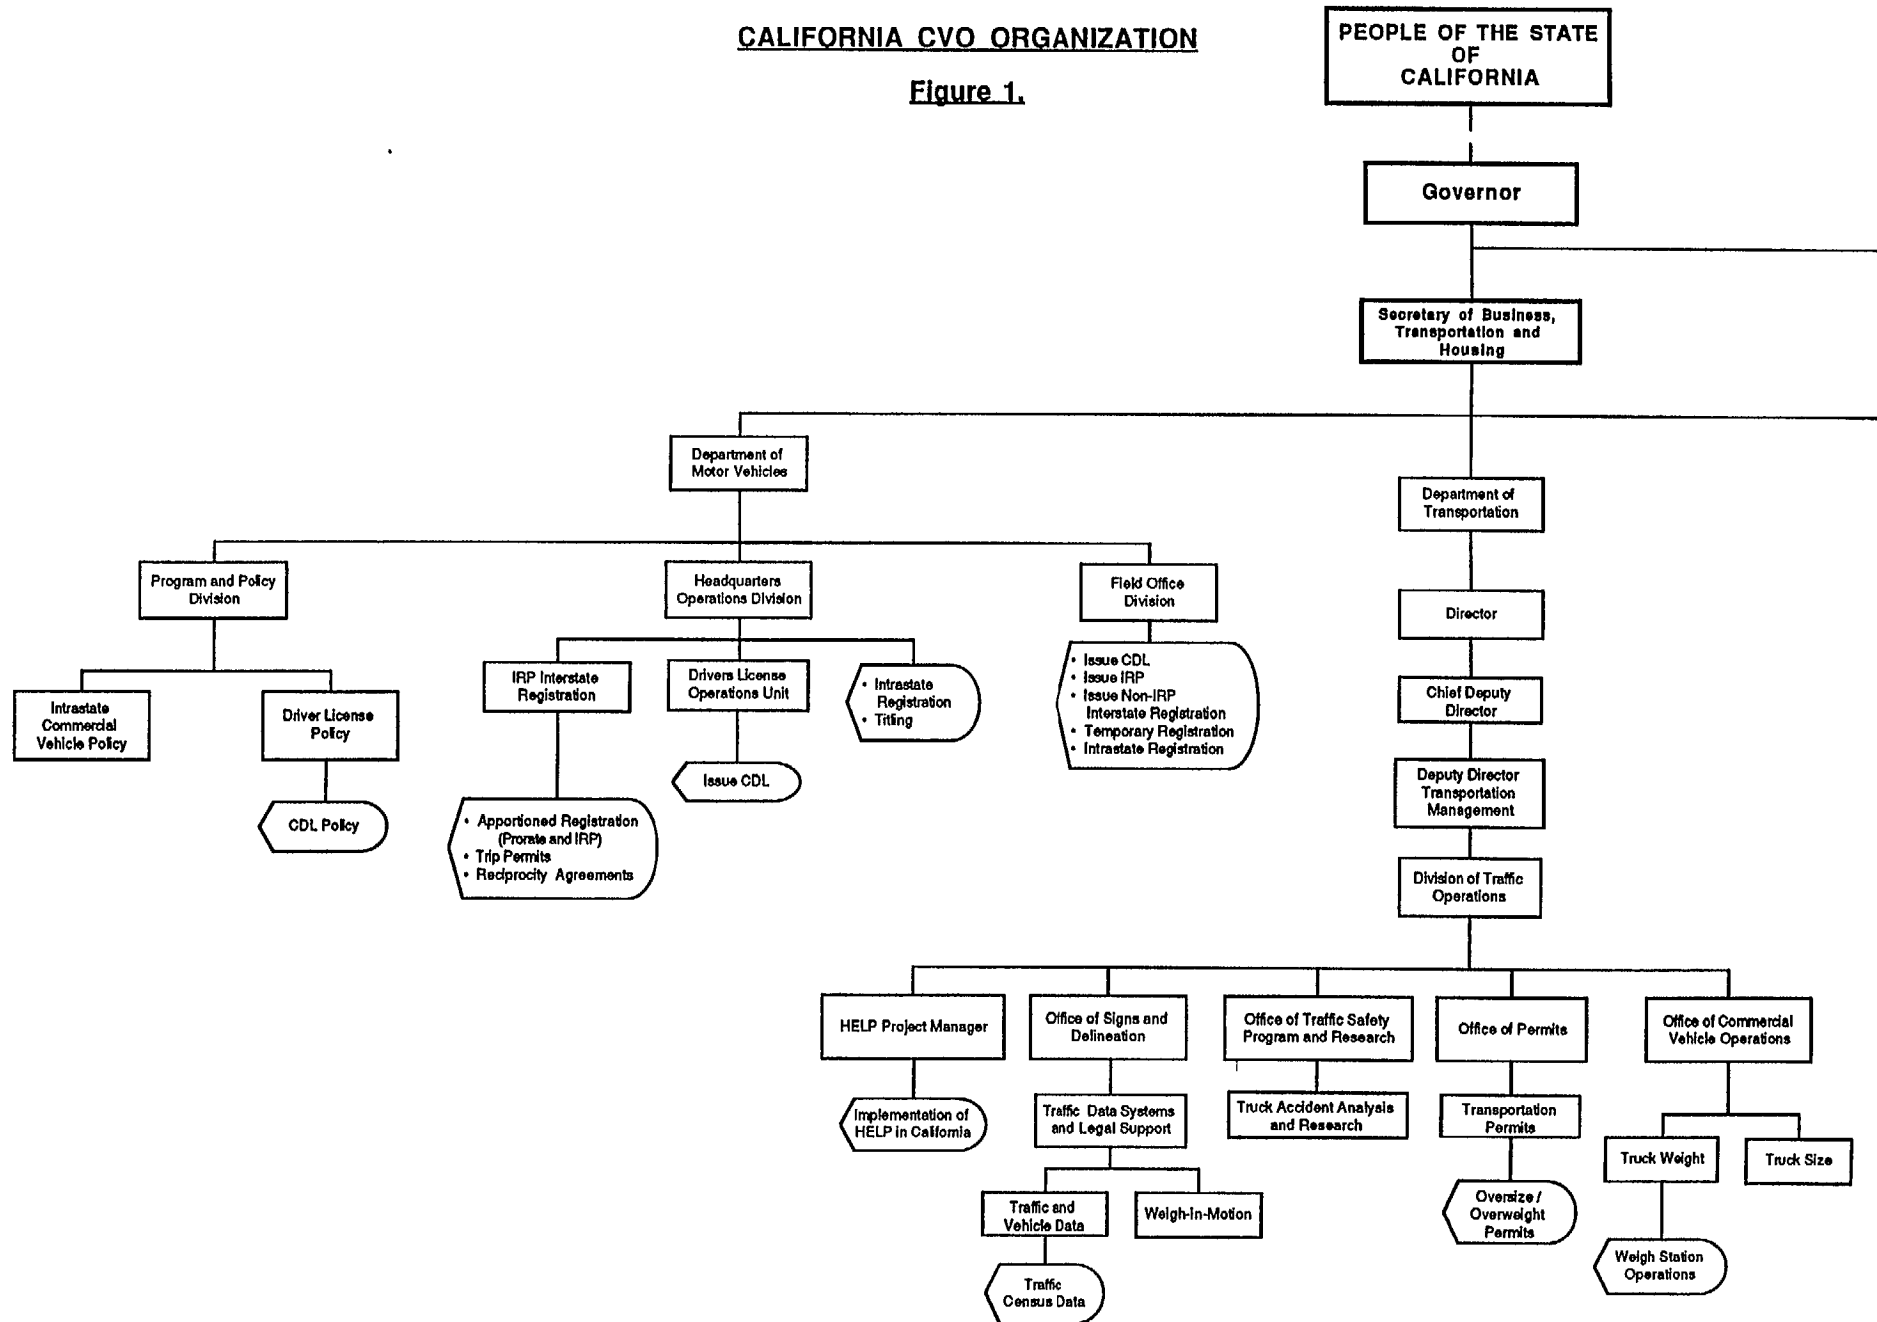 CALIFORNIA CVO ORGANIZATION
Figure 1.
PEOPLE OF THE STATE
OF
CALIFORNIA
Governor
Secretary of Business,
Transportation and
Housing
Department of
Motor Vehicles
Department of
Transportation
Program and Policy
Division
Headquarters
Operations Division
Field Office
Division
Director
Intrastate
Commercial
Vehicle Policy
Driver License
Policy
CDL Policy
IRP Interstate
Registration
• Apportioned Registration
(Prorate and IRP)
• Trip Permits
• Reciprocity Agreements
Drivers License
Operations Unit
Issue CDL
• Intrastate
Registration
• Titling
• Issue CDL
• Issue IRP
• Issue Non-IRP
Interstate Registration
• Temporary Registration
• Intrastate Registration
Chief Deputy
Director
Deputy Director
Transportation
Management
Division of Traffic
Operations
HELP Project Manager
Implementation of
HELP in California
Office of Signs and
Delineation
Traffic Data Systems
and Legal Support
Traffic and
Vehicle Data
Weigh-In-Motion
Traffic
Census Data
Office of Traffic Safety
Program and Research
Truck Accident Analysis
and Research
Office of Permits
Transportation
Permits
Oversize /
Overweight
Permits
Office of Commercial
Vehicle Operations
Truck Weight
Truck Size
Weigh Station
Operations